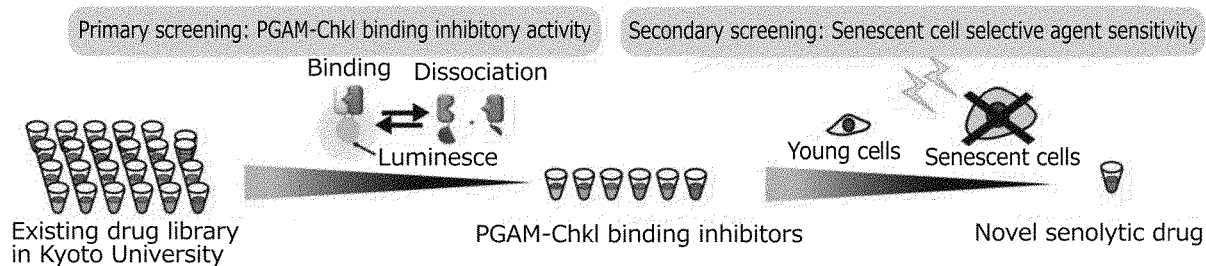 Primary screening: PGAM-Chkl binding inhibitory activity
Secondary screening: Senescent cell selective agent sensitivity
Binding
Dissociation
Luminesce
Young cells
Senescent cells
Existing drug library
in Kyoto University
PGAM-Chkl binding inhibitors
Novel senolytic drug